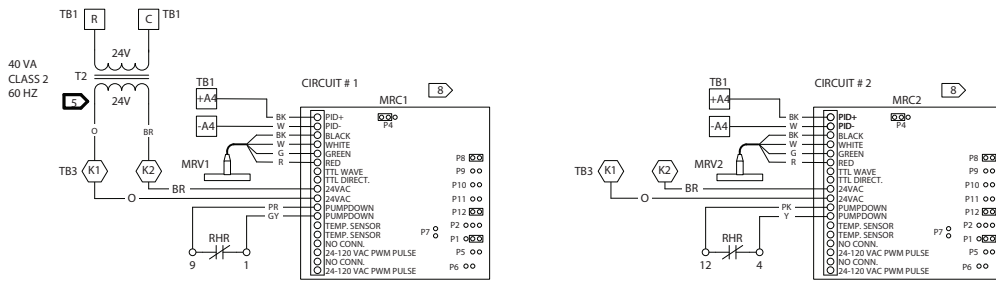 TB1 R C TB1
24V
40 VA
CLASS 2
60 HZ
T2
5
24V
O BR
TB3 K1 K2
BR
O
TB1
+A4
-A4
CIRCUIT # 1
8
MRC1
P4
MRV1
BK PID+
W PID-
BK BLACK
W WHITE
G GREEN
R RED
TTL WAVE
TTL DIRECT.
24VAC
24VAC
PR PUMPDOWN
GY PUMPDOWN
TEMP. SENSOR
TEMP. SENSOR
NO CONN.
24-120 VAC PWM PULSE
NO CONN.
24-120 VAC PWM PULSE
RHR
9 1
P8
P9
P10
P11
P12
P2
P7
P1
P5
P6
TB1
+A4
-A4
CIRCUIT # 2
8
MRC2
P4
TB3 K1 K2
MRV2
BR
O
BK PID+
W PID-
BK BLACK
W WHITE
G GREEN
R RED
TTL WAVE
TTL DIRECT.
24VAC
24VAC
PK PUMPDOWN
Y PUMPDOWN
TEMP. SENSOR
TEMP. SENSOR
NO CONN.
24-120 VAC PWM PULSE
NO CONN.
24-120 VAC PWM PULSE
RHR
12 4
P8
P9
P10
P11
P12
P2
P7
P1
P5
P6